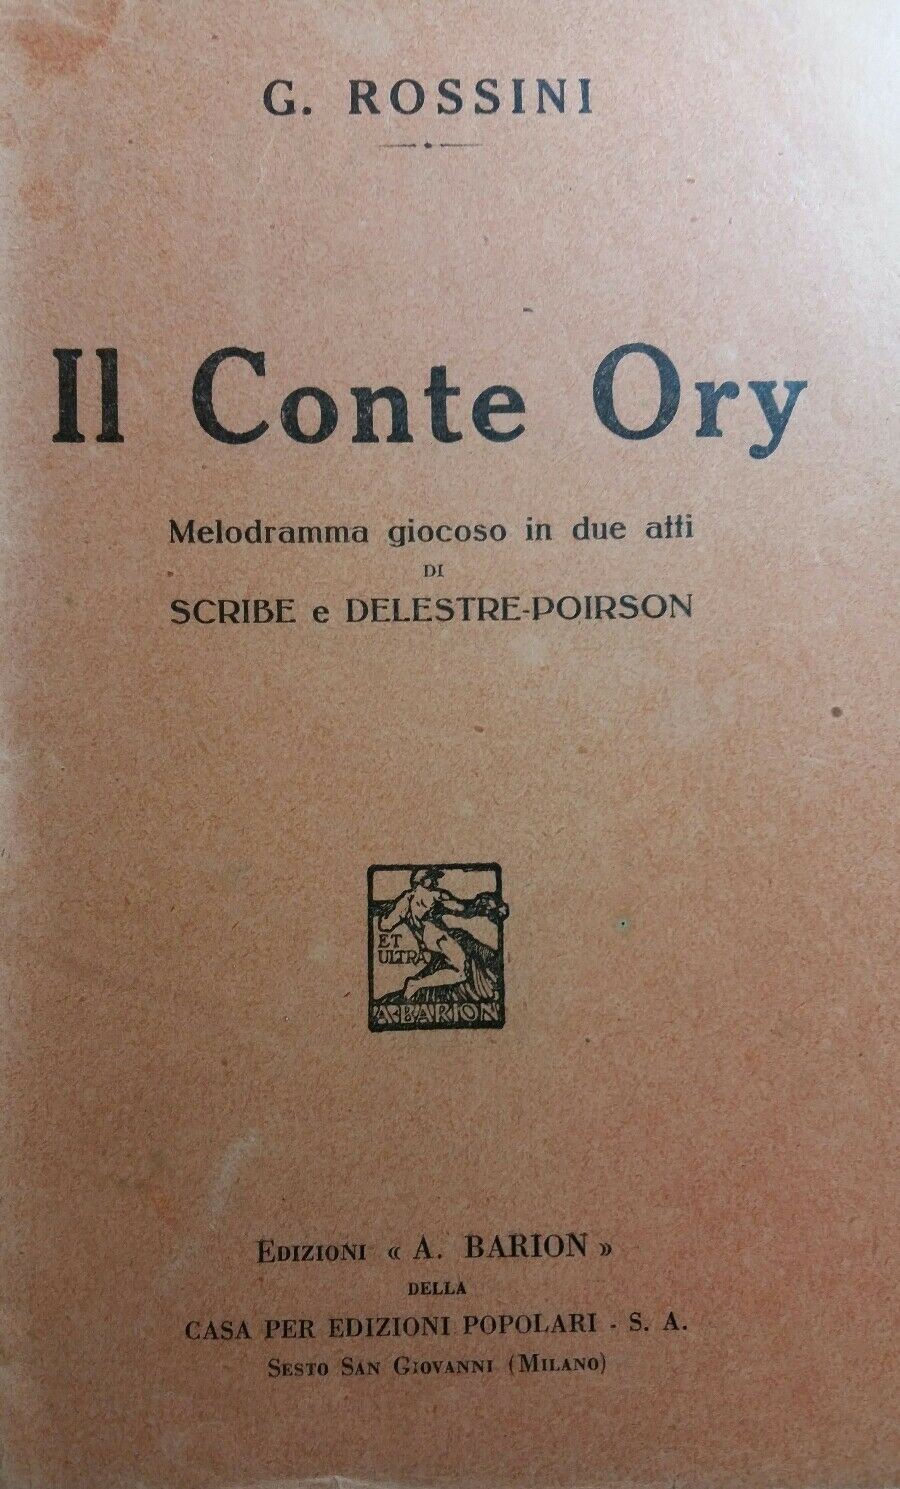 G. ROSSINI
Il Conte Ory
Melodramma giocoso in due atti
DI
SCRIBE e DELESTRE-POIRSON
ET
ULTRA
A·BARION
EDIZIONI « A. BARION »
DELLA
CASA PER EDIZIONI POPOLARI - S. A.
SESTO SAN GIOVANNI (MILANO)